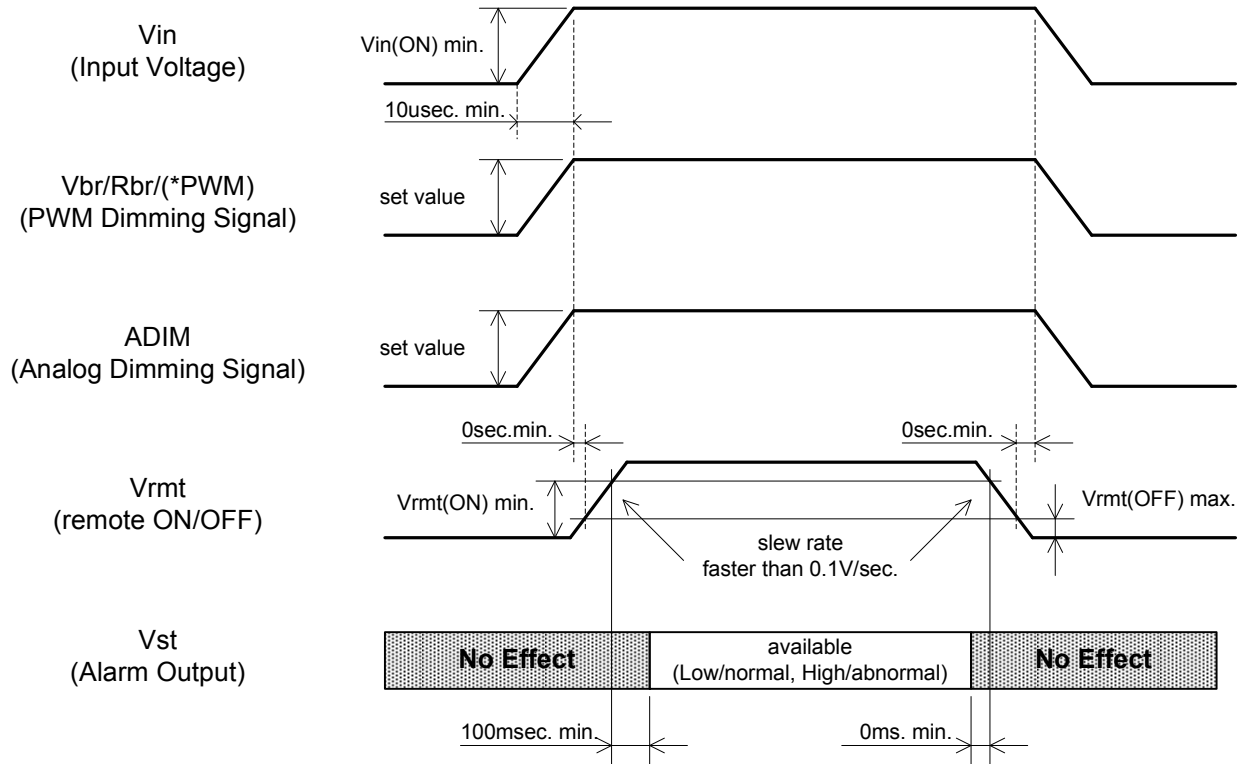 Vin
(Input Voltage)
Vin(ON) min.
10usec. min.
Vbr/Rbr/(*PWM)
(PWM Dimming Signal)
set value
ADIM
(Analog Dimming Signal)
set value
0sec.min.
0sec.min.
Vrmt
(remote ON/OFF)
Vrmt(ON) min.
Vrmt(OFF) max.
slew rate
faster than 0.1V/sec.
Vst
(Alarm Output)
No Effect
available
(Low/normal, High/abnormal)
No Effect
100msec. min.
0ms. min.